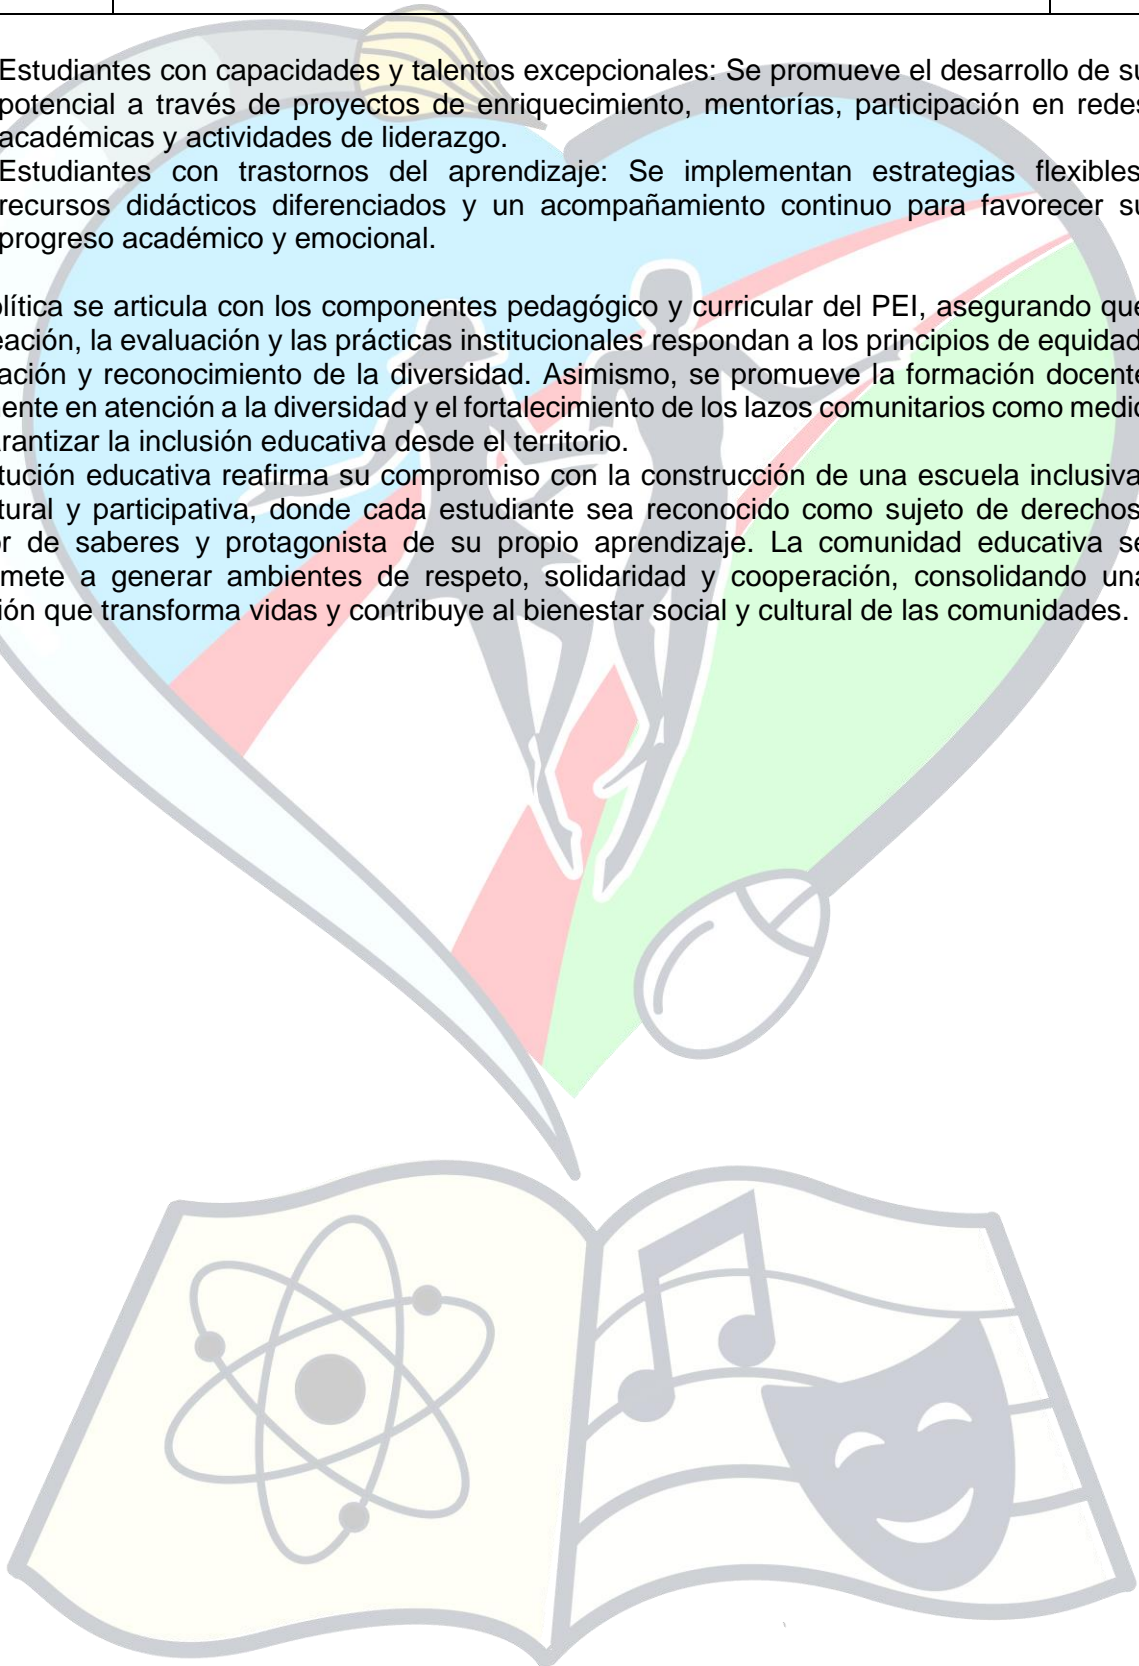 Estudiantes con capacidades y talentos excepcionales: Se promueve el desarrollo de su
potencial a través de proyectos de enriquecimiento, mentorías, participación en redes
académicas y actividades de liderazgo.
Estudiantes con trastornos del aprendizaje: Se implementan estrategias flexibles
recursos didácticos diferenciados y un acompañamiento continuo para favorecer su
progreso académico y emocional.
olítica se articula con los componentes pedagógico y curricular del PEI, asegurando que
eación, la evaluación y las prácticas institucionales respondan a los principios de equidad
ación y reconocimiento de la diversidad. Asimismo, se promueve la formación docente
ente en atención a la diversidad y el fortalecimiento de los lazos comunitarios como medio
rantizar la inclusión educativa desde el territorio.
tución educativa reafirma su compromiso con la construcción de una escuela inclusiva
tural y participativa, donde cada estudiante sea reconocido como sujeto de derechos
r de saberes y protagonista de su propio aprendizaje. La comunidad educativa se
mete a generar ambientes de respeto, solidaridad y cooperación, consolidando una
ión que transforma vidas y contribuye al bienestar social y cultural de las comunidades.